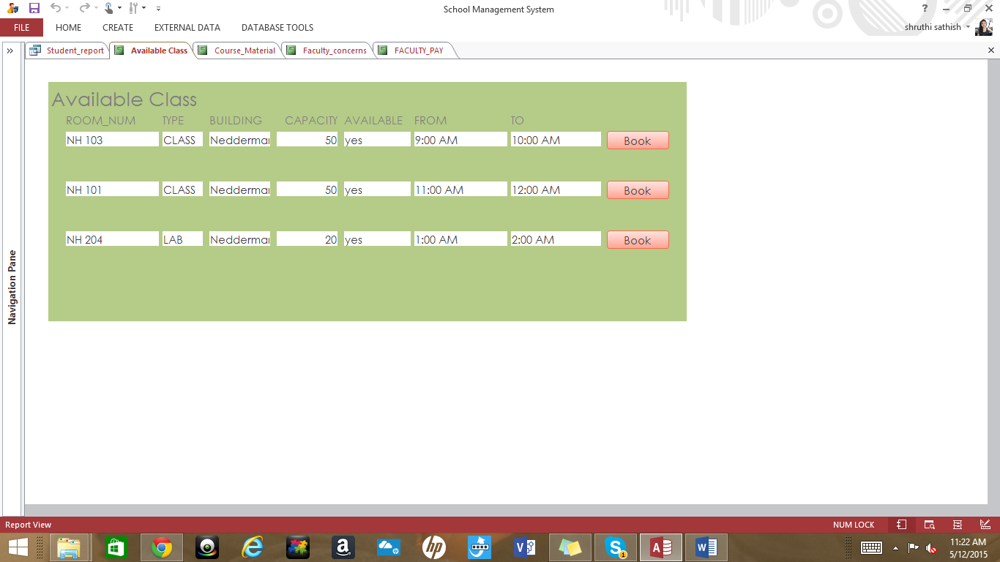 School Management System
?
FILE HOME CREATE EXTERNAL DATA DATABASE TOOLS shruthi sathish
Student_report Available Class Course_Material Faculty_concerns FACULTY_PAY
Available Class
ROOM_NUM TYPE BUILDING CAPACITY AVAILABLE FROM TO
NH 103 CLASS Nedderman 50 yes 9:00 AM 10:00 AM Book
NH 101 CLASS Nedderman 50 yes 11:00 AM 12:00 AM Book
NH 204 LAB Nedderman 20 yes 1:00 AM 2:00 AM Book
Navigation Pane
Report View NUM LOCK
11:22 AM
5/12/2015